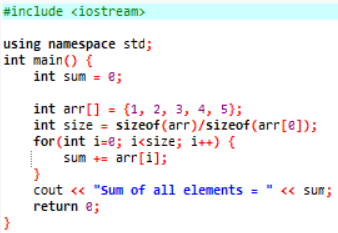 #include <iostream>
using namespace std;
int main() {
int sum = 0;
int arr[] = {1, 2, 3, 4, 5};
int size = sizeof(arr)/sizeof(arr[0]);
for(int i=0; i<size; i++) {
sum += arr[i];
}
cout << "Sum of all elements = " << sum;
return 0;
}